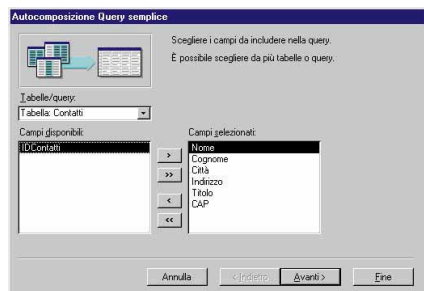 Autocomposizione Query semplice
Scegliere i campi da includere nella query.
È possibile scegliere da più tabelle o query.
Tabelle/query:
Tabella: Contatti
Campi disponibili:
Campi selezionati:
IDContatti
Nome
Cognome
Città
Indirizzo
Titolo
CAP
>
>>
<
<<
Annulla
< Indietro
Avanti >
Fine